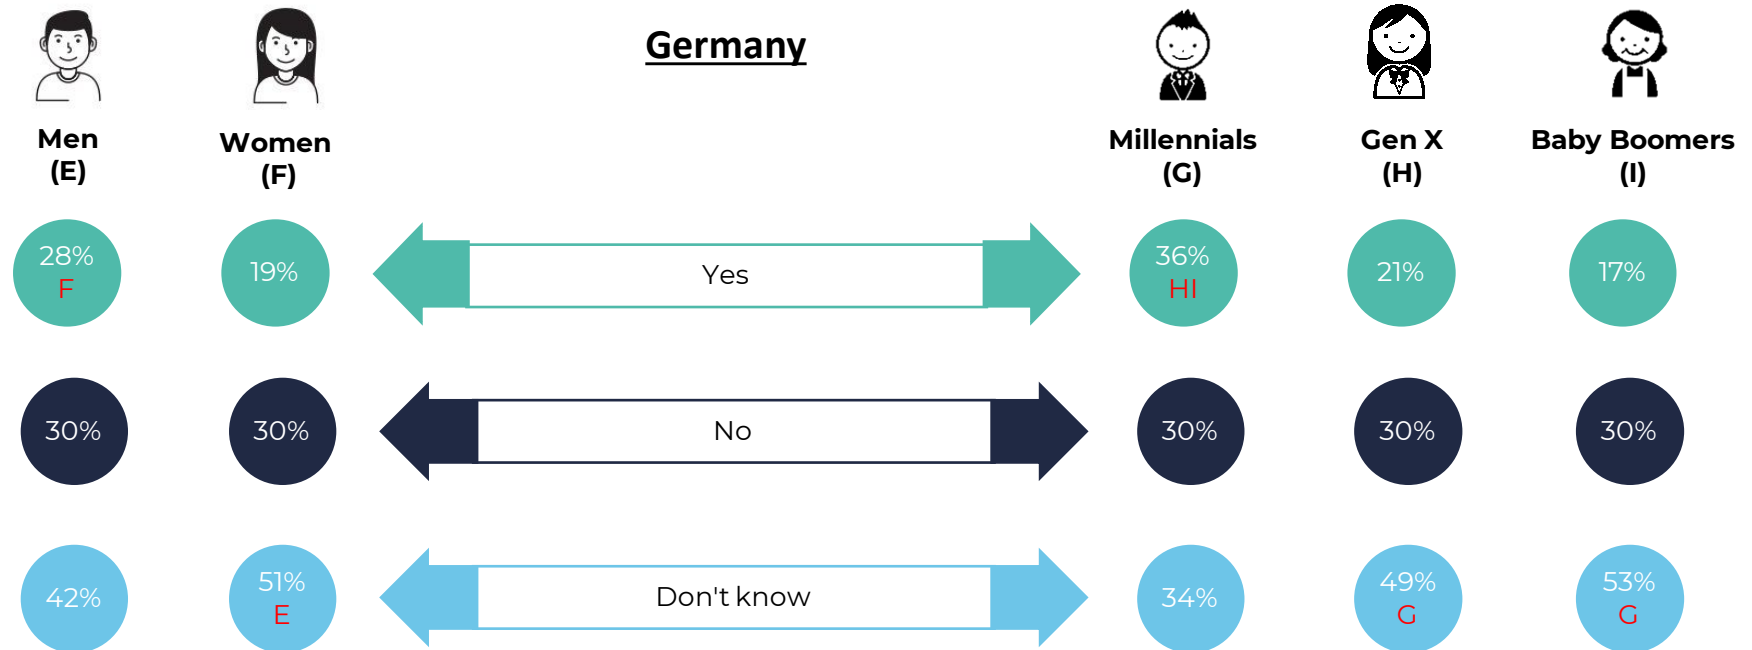 Germany
Men
(E)
Women
(F)
Millennials
(G)
Gen X
(H)
Baby Boomers
(I)
28%
F
19%
Yes
36%
HI
21%
17%
30%
30%
No
30%
30%
30%
42%
51%
E
Don't know
34%
49%
G
53%
G